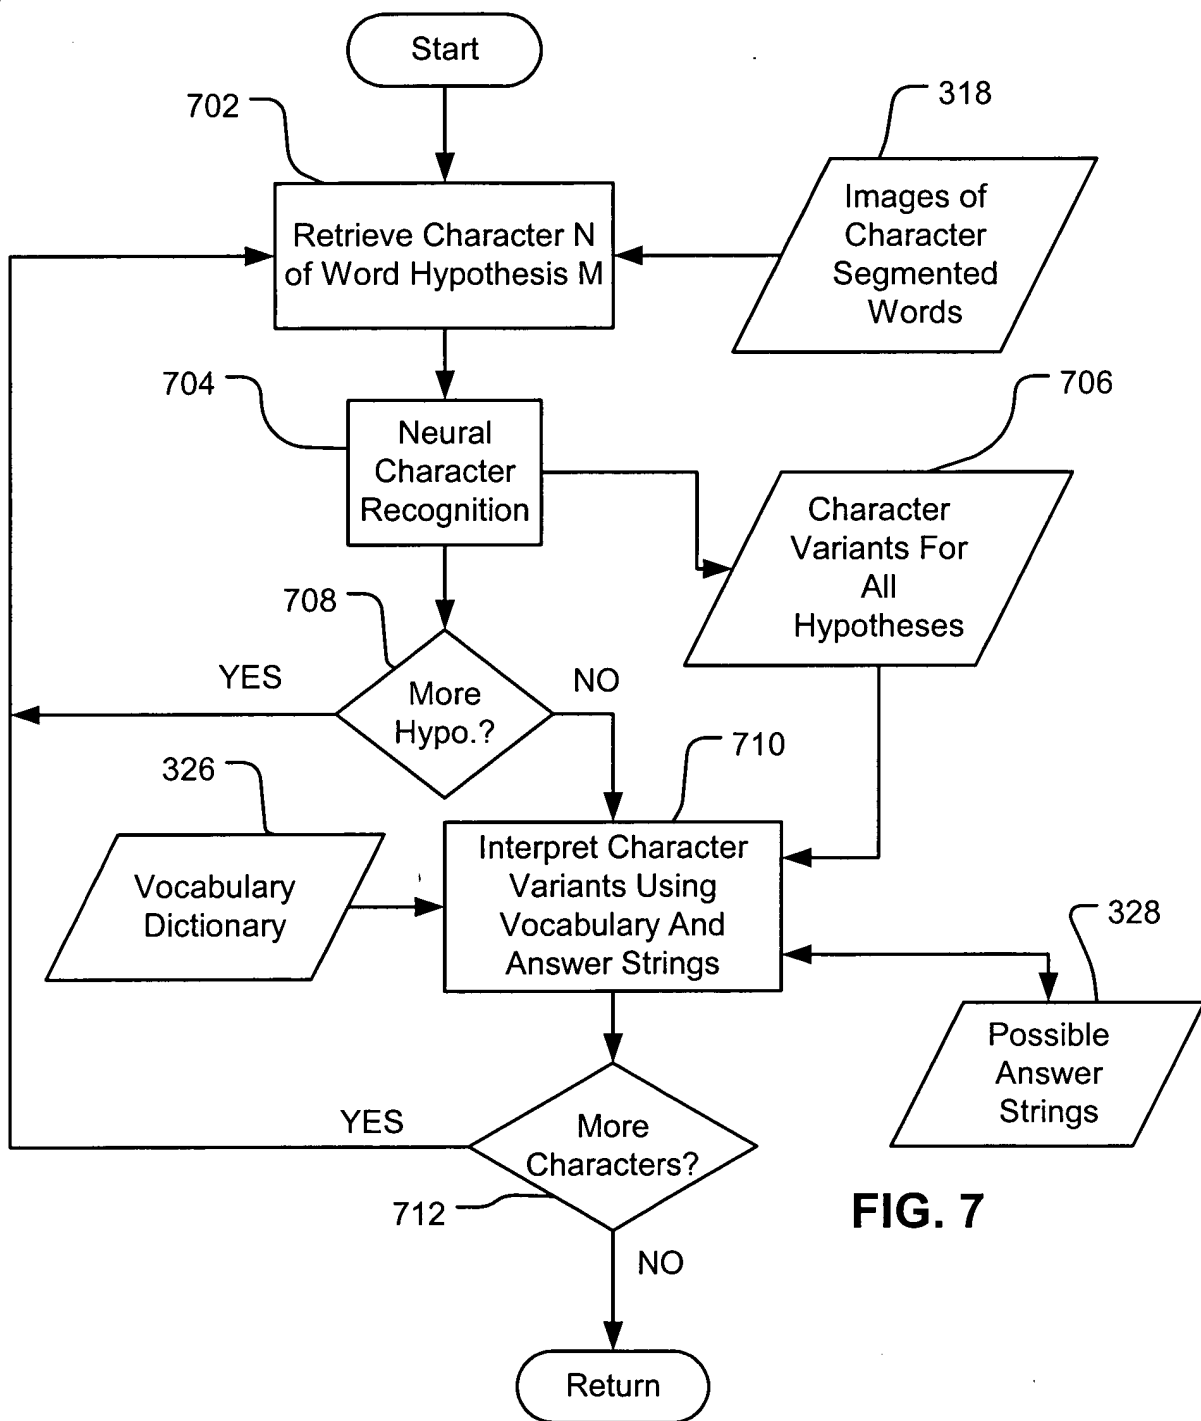 Start
702
318
Retrieve Character N
of Word Hypothesis M
Images of
Character
Segmented
Words
704
706
Neural
Character
Recognition
Character
Variants For
All
Hypotheses
708
YES
More
Hypo.?
NO
710
326
Vocabulary
Dictionary
Interpret Character
Variants Using
Vocabulary And
Answer Strings
328
Possible
Answer
Strings
YES
More
Characters?
712
FIG. 7
NO
Return